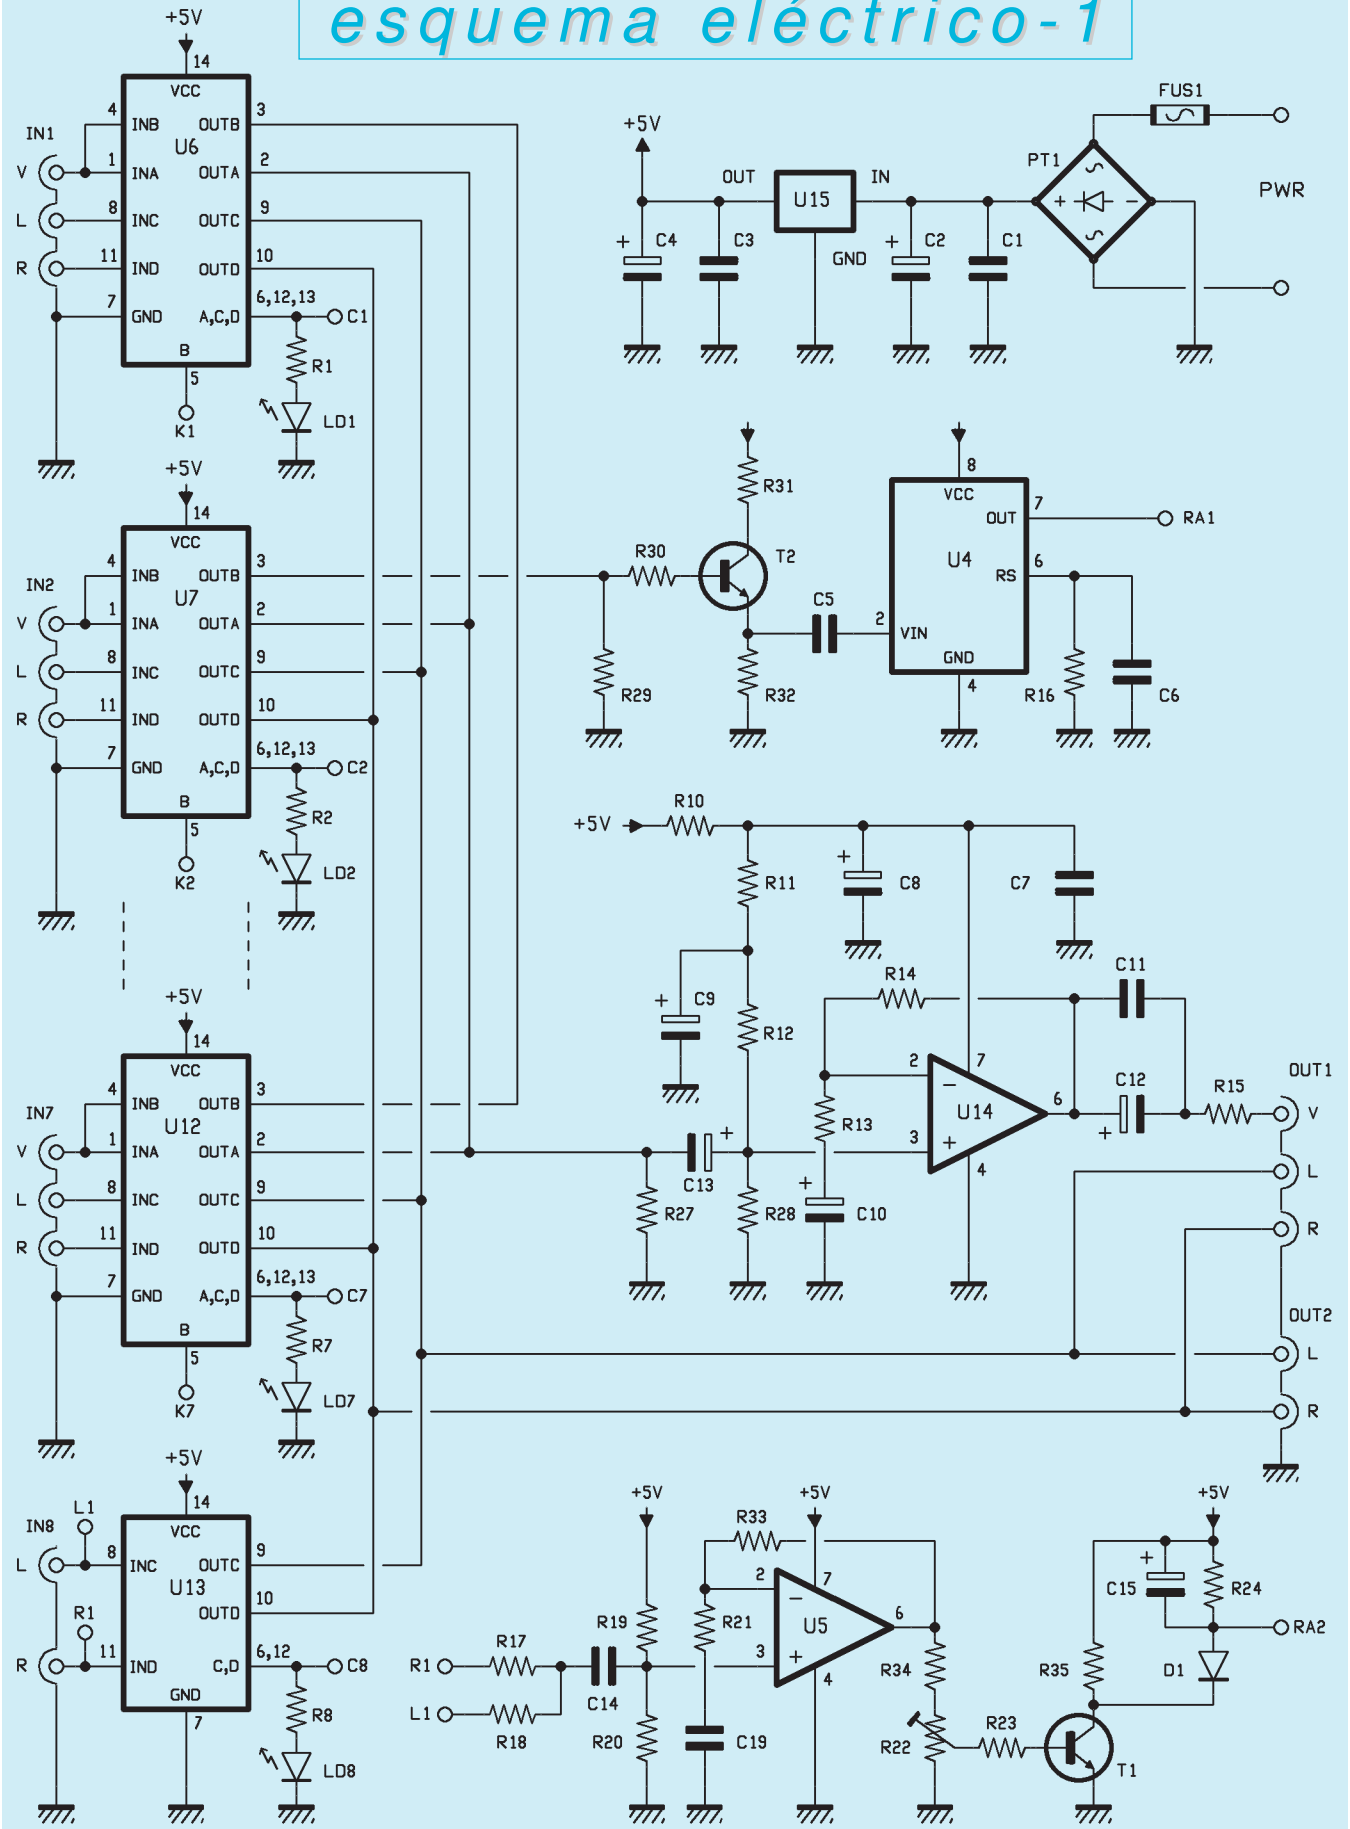 esquema eléctrico-1
+5V
14
VCC
4 INB OUTB 3
IN1
U6
V 1 INA OUTA 2
L 8 INC OUTC 9
R 11 IND OUTD 10
7 GND A,C,D 6,12,13 C1
B
R1
5
K1
LD1
FUS1
+5V
PT1
OUT U15 IN
PWR
+ -
+ C4 C3 GND + C2 C1
+5V
14
VCC
4 INB OUTB 3
IN2
U7
V 1 INA OUTA 2
L 8 INC OUTC 9
R 11 IND OUTD 10
7 GND A,C,D 6,12,13 C2
B
R2
5
K2
LD2
R31
R30
T2
C5
R29
R32
8
VCC
OUT 7 RA1
U4
RS 6
2 VIN
GND
4
R16
C6
+5V R10
R11
+ C8
C7
+ C9
R12
R14
C11
2 - 7
U14 6
3 + 4
R13
C12
+
R15
OUT1
V
L
R
C13 +
R27
R28
+ C10
OUT2
L
R
+5V
14
VCC
4 INB OUTB 3
IN7
U12
V 1 INA OUTA 2
L 8 INC OUTC 9
R 11 IND OUTD 10
7 GND A,C,D 6,12,13 C7
B
R7
5
K7
LD7
+5V
14
L1
VCC
IN8
L 8 INC OUTC 9
U13
R1
OUTD 10
R 11 IND C,D 6,12 C8
GND
7
R8
LD8
+5V
R33
+5V
R1 R17
L1 R18
C14
R19
R20
R21
C19
2 - 7
U5 6
3 + 4
R34
R22
R23
+5V
+
C15
R24
RA2
R35
D1
T1